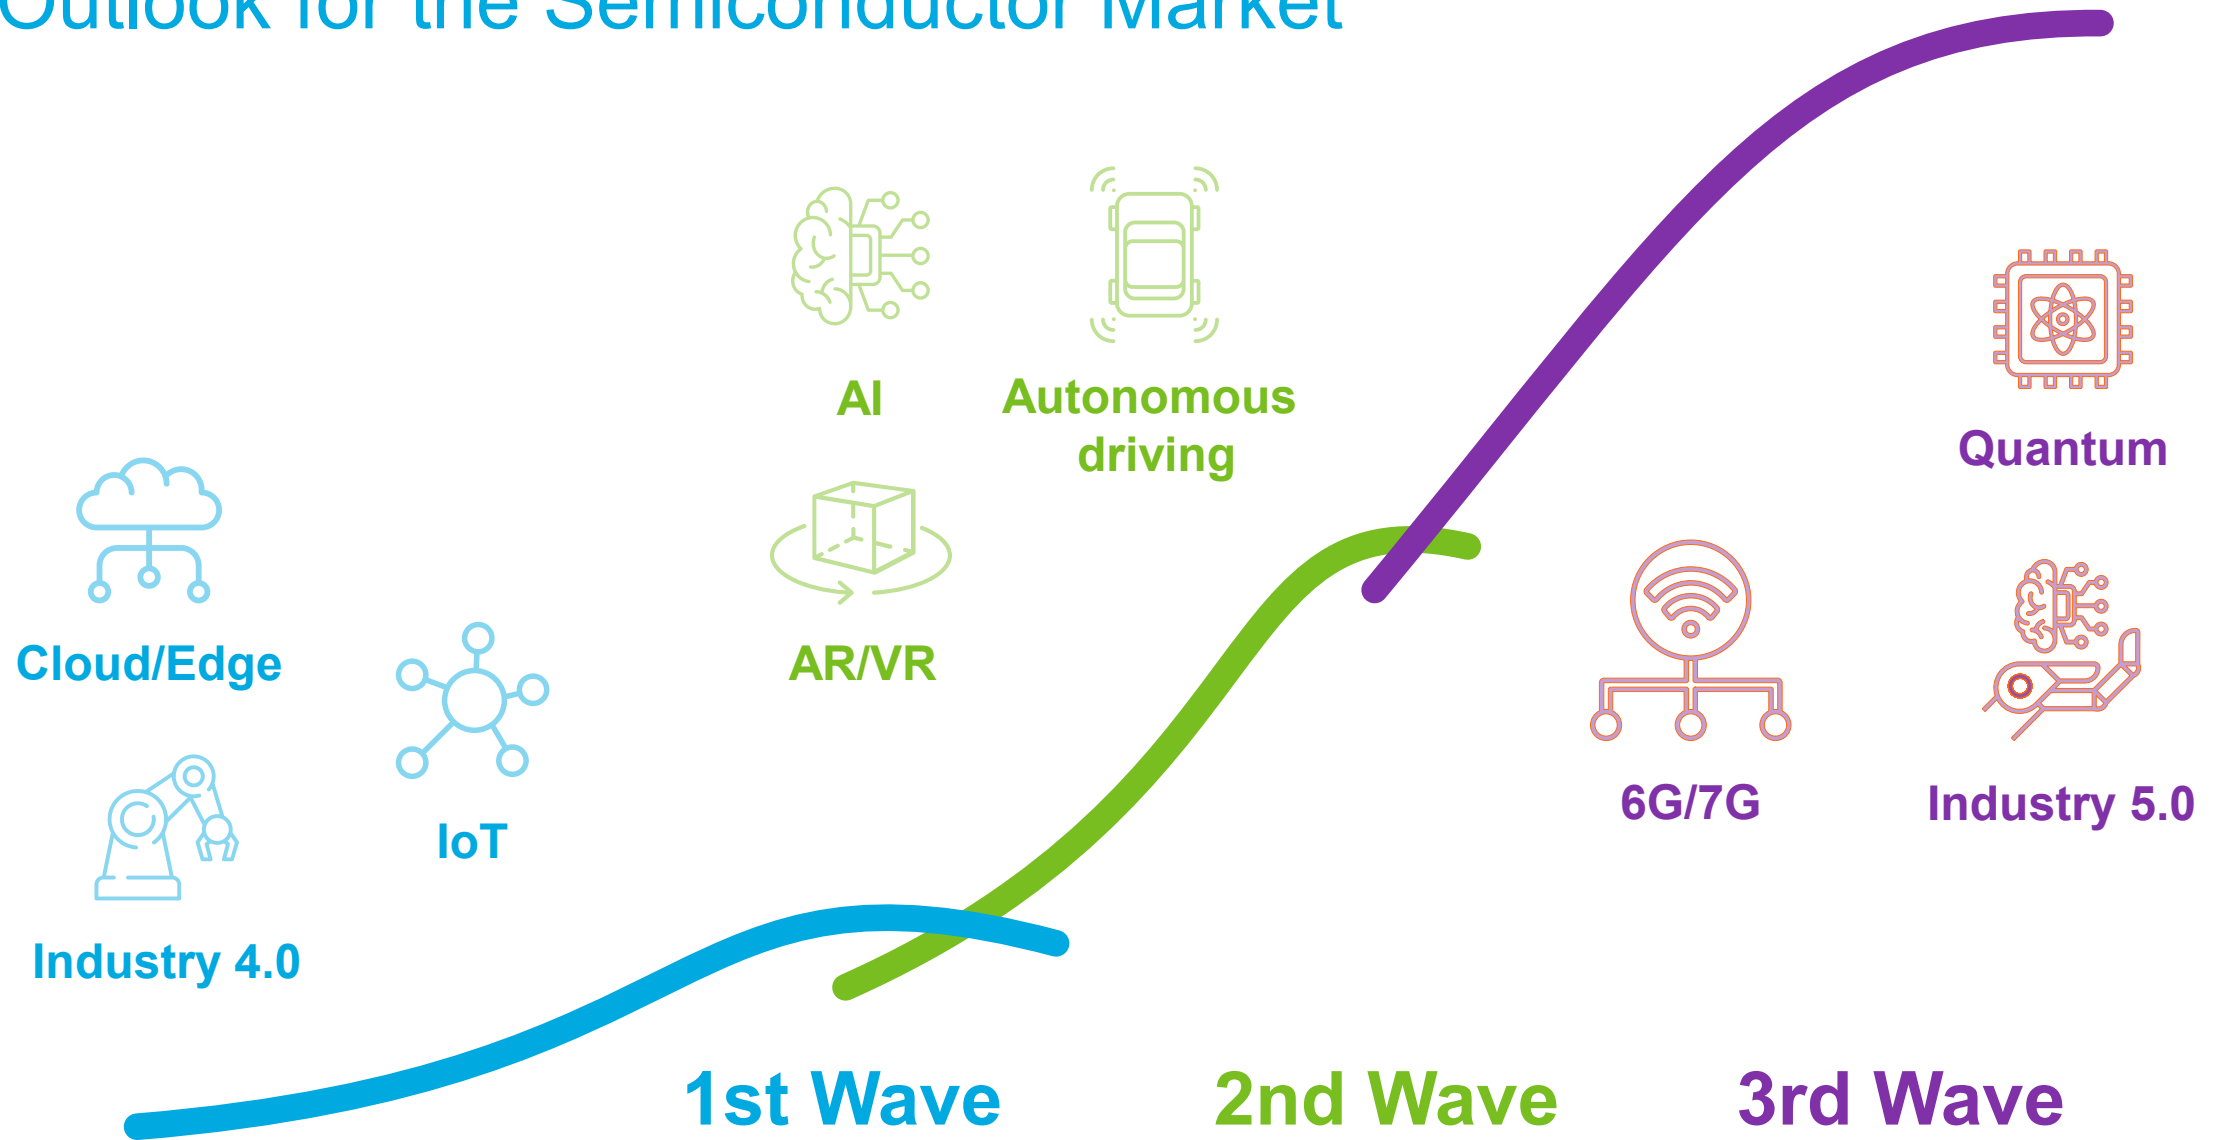 Outlook for the Semiconductor Market
AI
Autonomous
driving
Quantum
Cloud/Edge
AR/VR
6G/7G
Industry 5.0
IoT
Industry 4.0
1st Wave
2nd Wave
3rd Wave